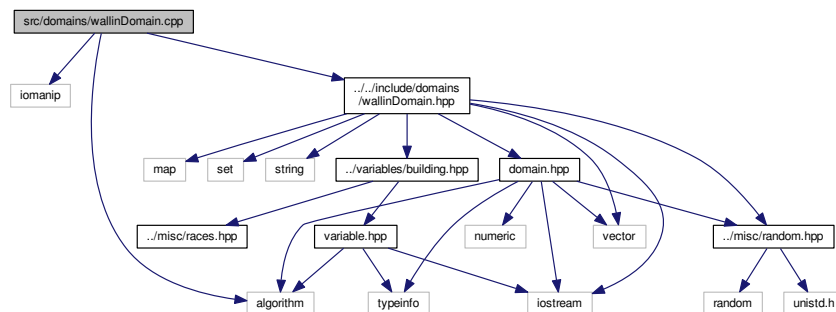 src/domains/wallinDomain.cpp
iomanip
../../include/domains
/wallinDomain.hpp
map
set
string
../variables/building.hpp
domain.hpp
../misc/races.hpp
variable.hpp
numeric
vector
../misc/random.hpp
algorithm
typeinfo
iostream
random
unistd.h